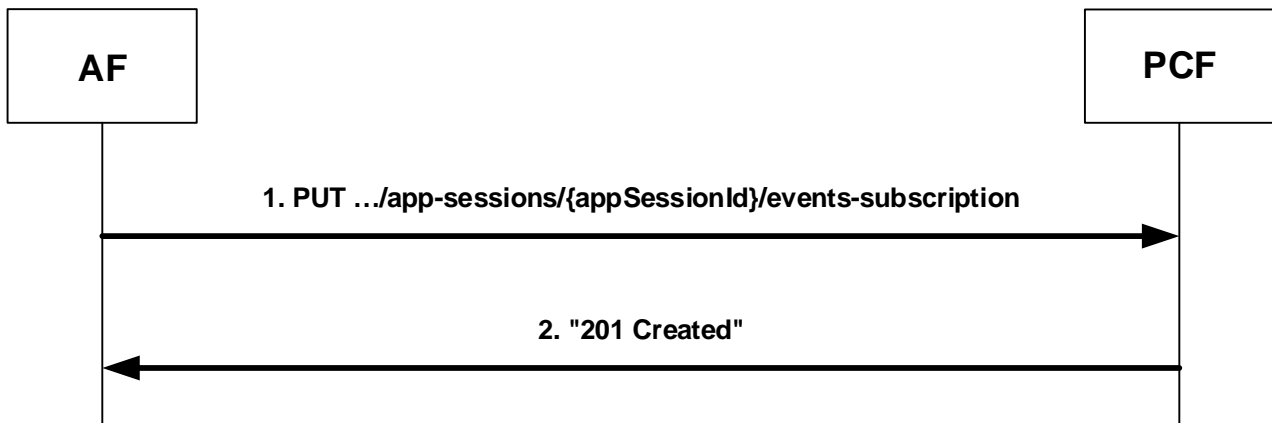 AF
PCF
1. PUT …/app-sessions/{appSessionId}/events-subscription
2. "201 Created"